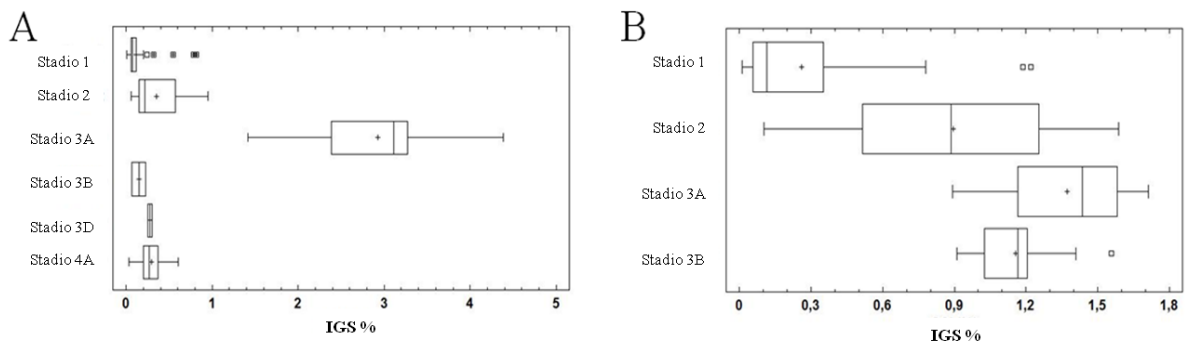 A
Stadio 1
Stadio 2
Stadio 3A
Stadio 3B
Stadio 3D
Stadio 4A
0 1 2 3 4 5
IGS %
B
Stadio 1
Stadio 2
Stadio 3A
Stadio 3B
0 0,3 0,6 0,9 1,2 1,5 1,8
IGS %